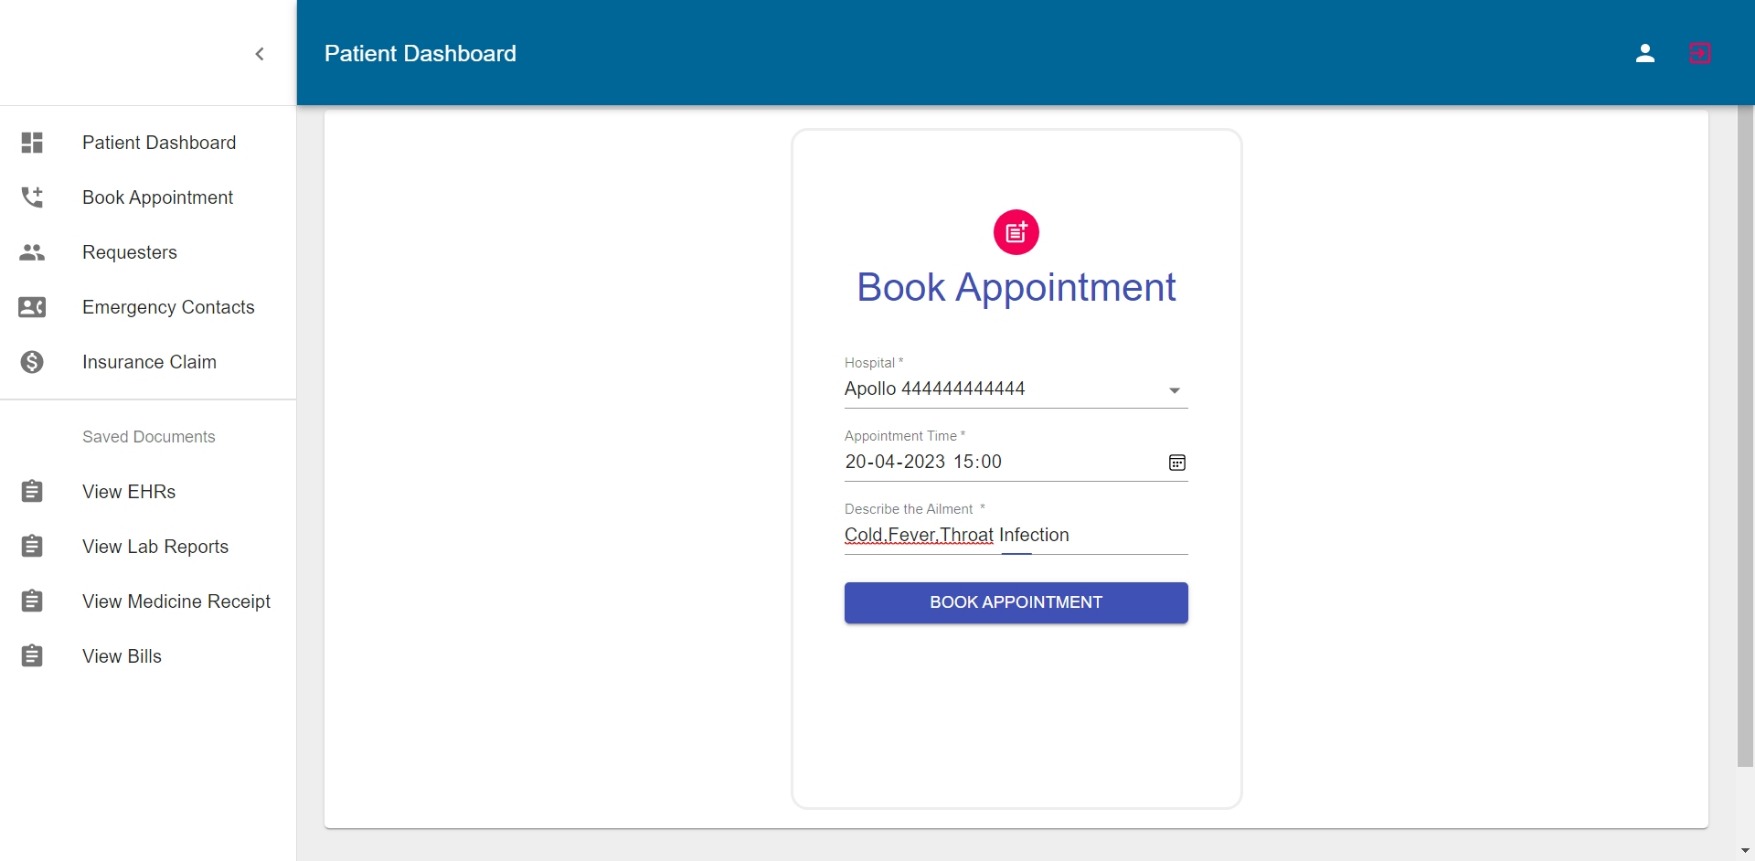 Patient Dashboard
Patient Dashboard
Book Appointment
Requesters
Emergency Contacts
Insurance Claim
Saved Documents
View EHRs
View Lab Reports
View Medicine Receipt
View Bills
Book Appointment
Hospital *
Apollo 444444444444
Appointment Time *
20-04-2023 15:00
Describe the Ailment *
Cold,Fever,Throat Infection
BOOK APPOINTMENT